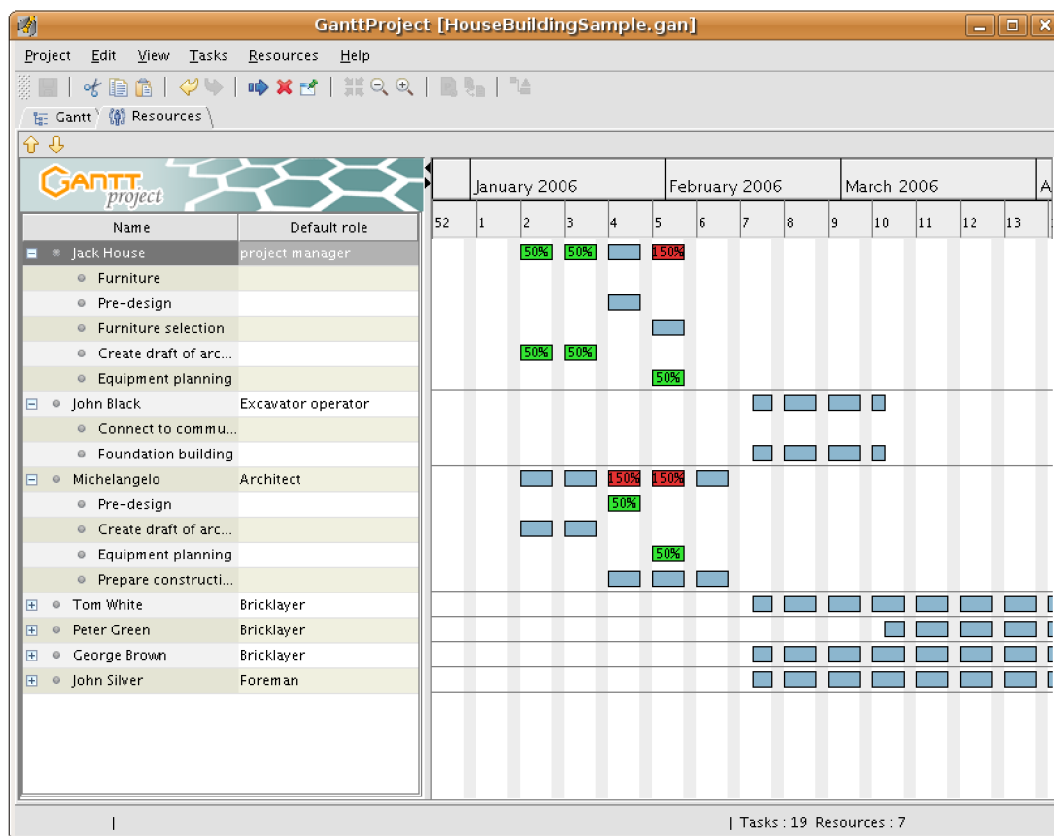 GanttProject [HouseBuildingSample.gan]
Project Edit View Tasks Resources Help
Gantt Resources
GANTT project
January 2006 February 2006 March 2006 A
Name Default role 52 1 2 3 4 5 6 7 8 9 10 11 12 13
Jack House project manager 50% 50% 150%
Furniture
Pre-design
Furniture selection
Create draft of arc... 50% 50%
Equipment planning 50%
John Black Excavator operator
Connect to commu...
Foundation building
Michelangelo Architect 150% 150%
Pre-design 50%
Create draft of arc...
Equipment planning 50%
Prepare constructi...
Tom White Bricklayer
Peter Green Bricklayer
George Brown Bricklayer
John Silver Foreman
| | Tasks : 19 Resources : 7